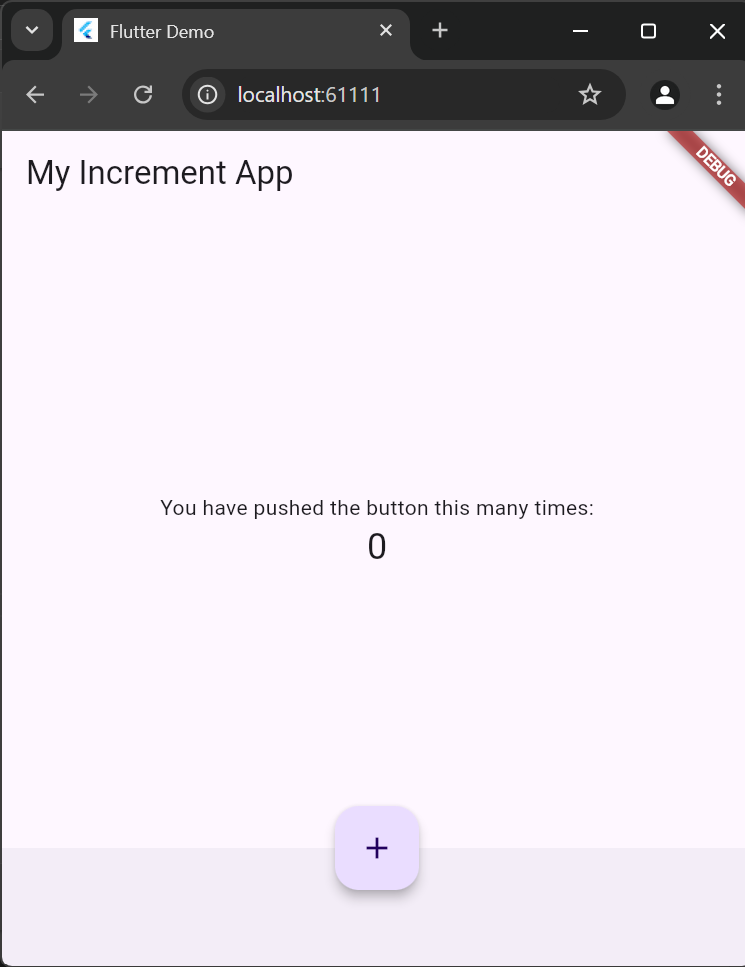 Flutter Demo
localhost:61111
My Increment App
DEBUG
You have pushed the button this many times:
0